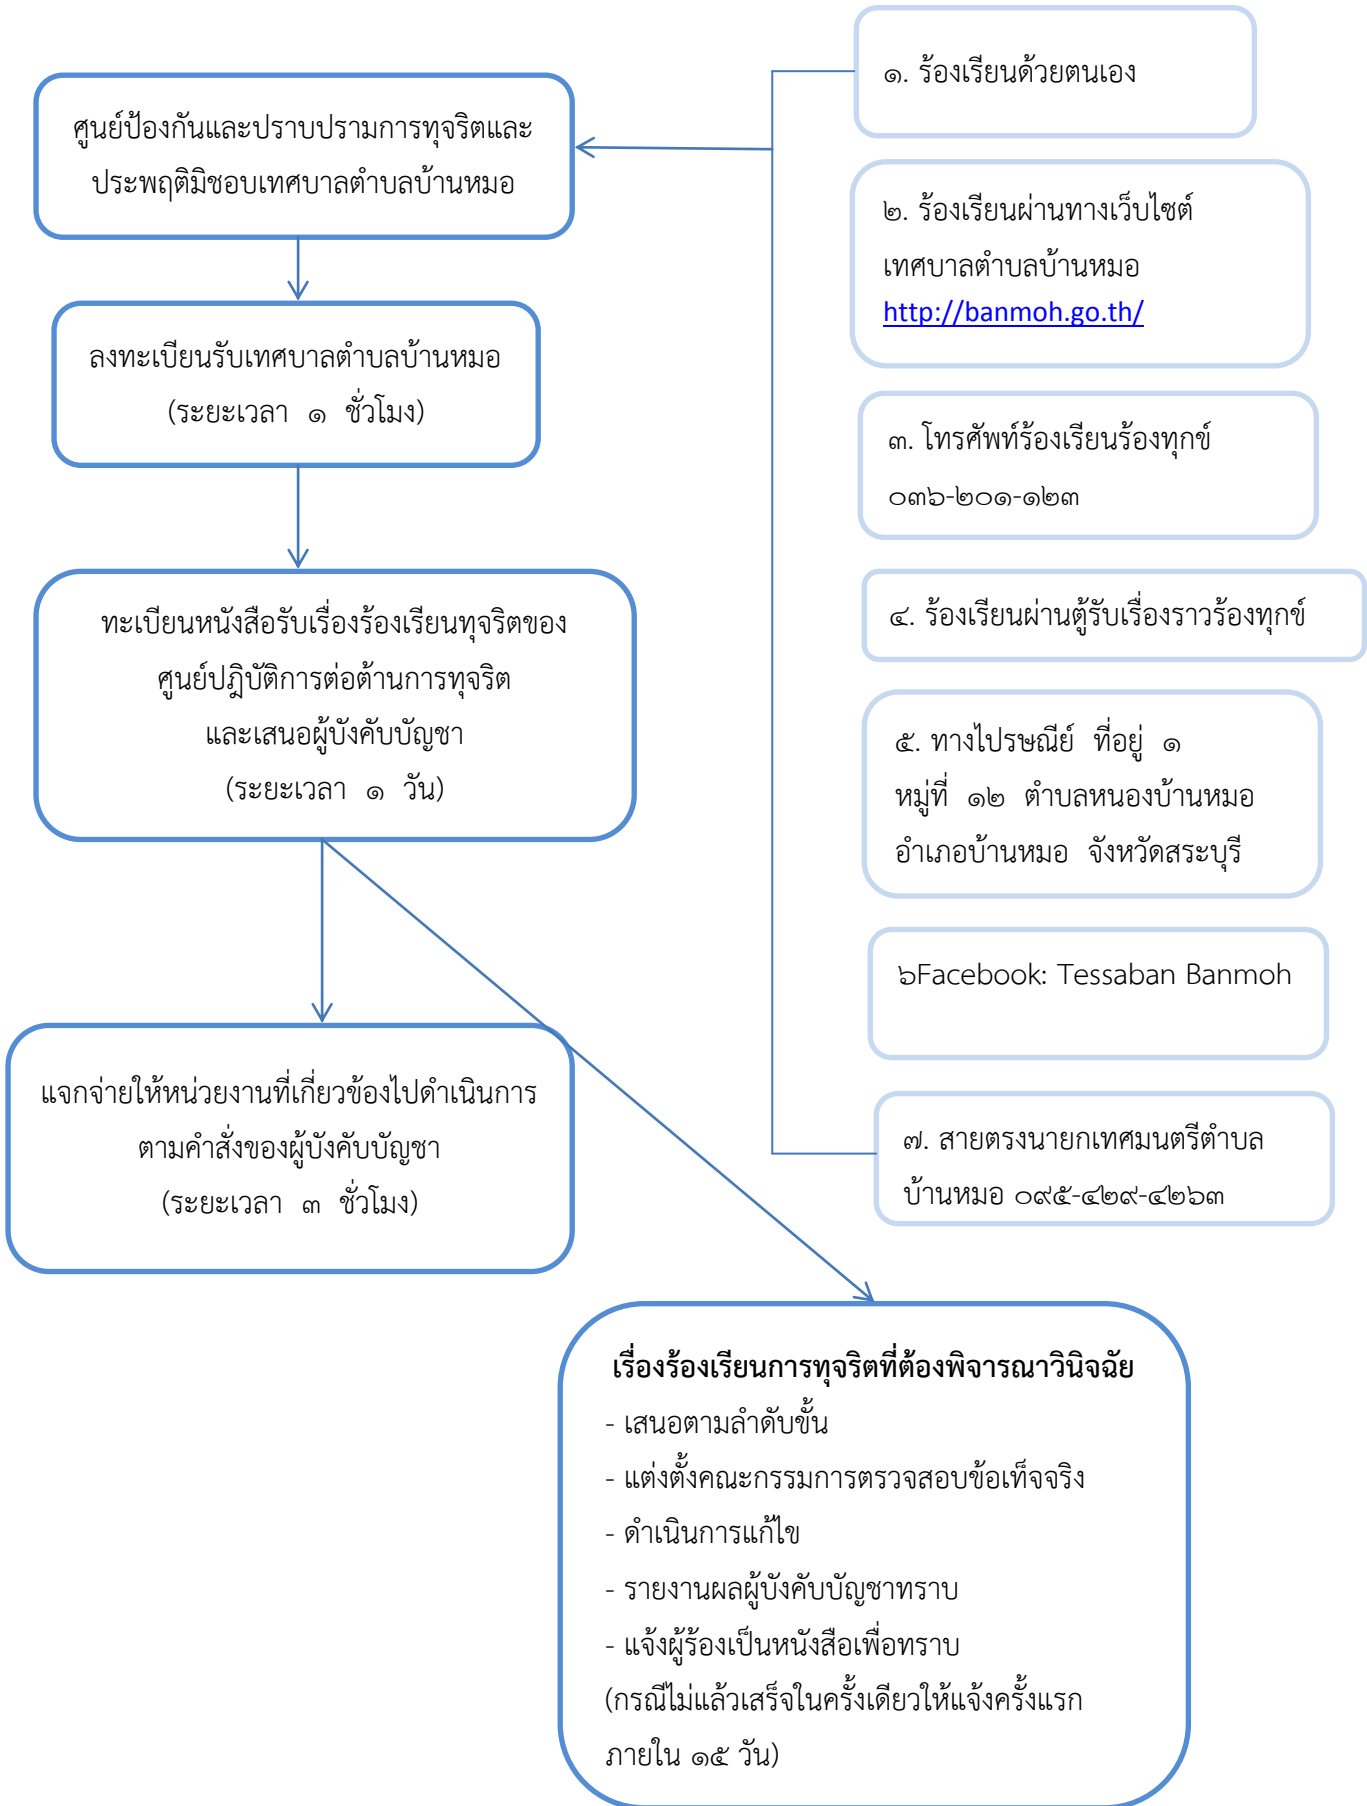 ศูนย์ป้องกันและปราบปรามการทุจริตและ
ประพฤติมิชอบเทศบาลตำบลบ้านหมอ
ลงทะเบียนรับเทศบาลตำบลบ้านหมอ
(ระยะเวลา ๑ ชั่วโมง)
ทะเบียนหนังสือรับเรื่องร้องเรียนทุจริตของ
ศูนย์ปฏิบัติการต่อต้านการทุจริต
และเสนอผู้บังคับบัญชา
(ระยะเวลา ๑ วัน)
แจกจ่ายให้หน่วยงานที่เกี่ยวข้องไปดำเนินการ
ตามคำสั่งของผู้บังคับบัญชา
(ระยะเวลา ๓ ชั่วโมง)
๑. ร้องเรียนด้วยตนเอง
๒. ร้องเรียนผ่านทางเว็บไซต์
เทศบาลตำบลบ้านหมอ
http://banmoh.go.th/
๓. โทรศัพท์ร้องเรียนร้องทุกข์
๐๓๖-๒๐๑-๑๒๓
๔. ร้องเรียนผ่านตู้รับเรื่องราวร้องทุกข์
๕. ทางไปรษณีย์ ที่อยู่ ๑
หมู่ที่ ๑๒ ตำบลหนองบ้านหมอ
อำเภอบ้านหมอ จังหวัดสระบุรี
๖Facebook: Tessaban Banmoh
๗. สายตรงนายกเทศมนตรีตำบล
บ้านหมอ ๐๙๕-๔๒๙-๔๒๖๓
เรื่องร้องเรียนการทุจริตที่ต้องพิจารณาวินิจฉัย
- เสนอตามลำดับขั้น
- แต่งตั้งคณะกรรมการตรวจสอบข้อเท็จจริง
- ดำเนินการแก้ไข
- รายงานผลผู้บังคับบัญชาทราบ
- แจ้งผู้ร้องเป็นหนังสือเพื่อทราบ
(กรณีไม่แล้วเสร็จในครั้งเดียวให้แจ้งครั้งแรก
ภายใน ๑๕ วัน)